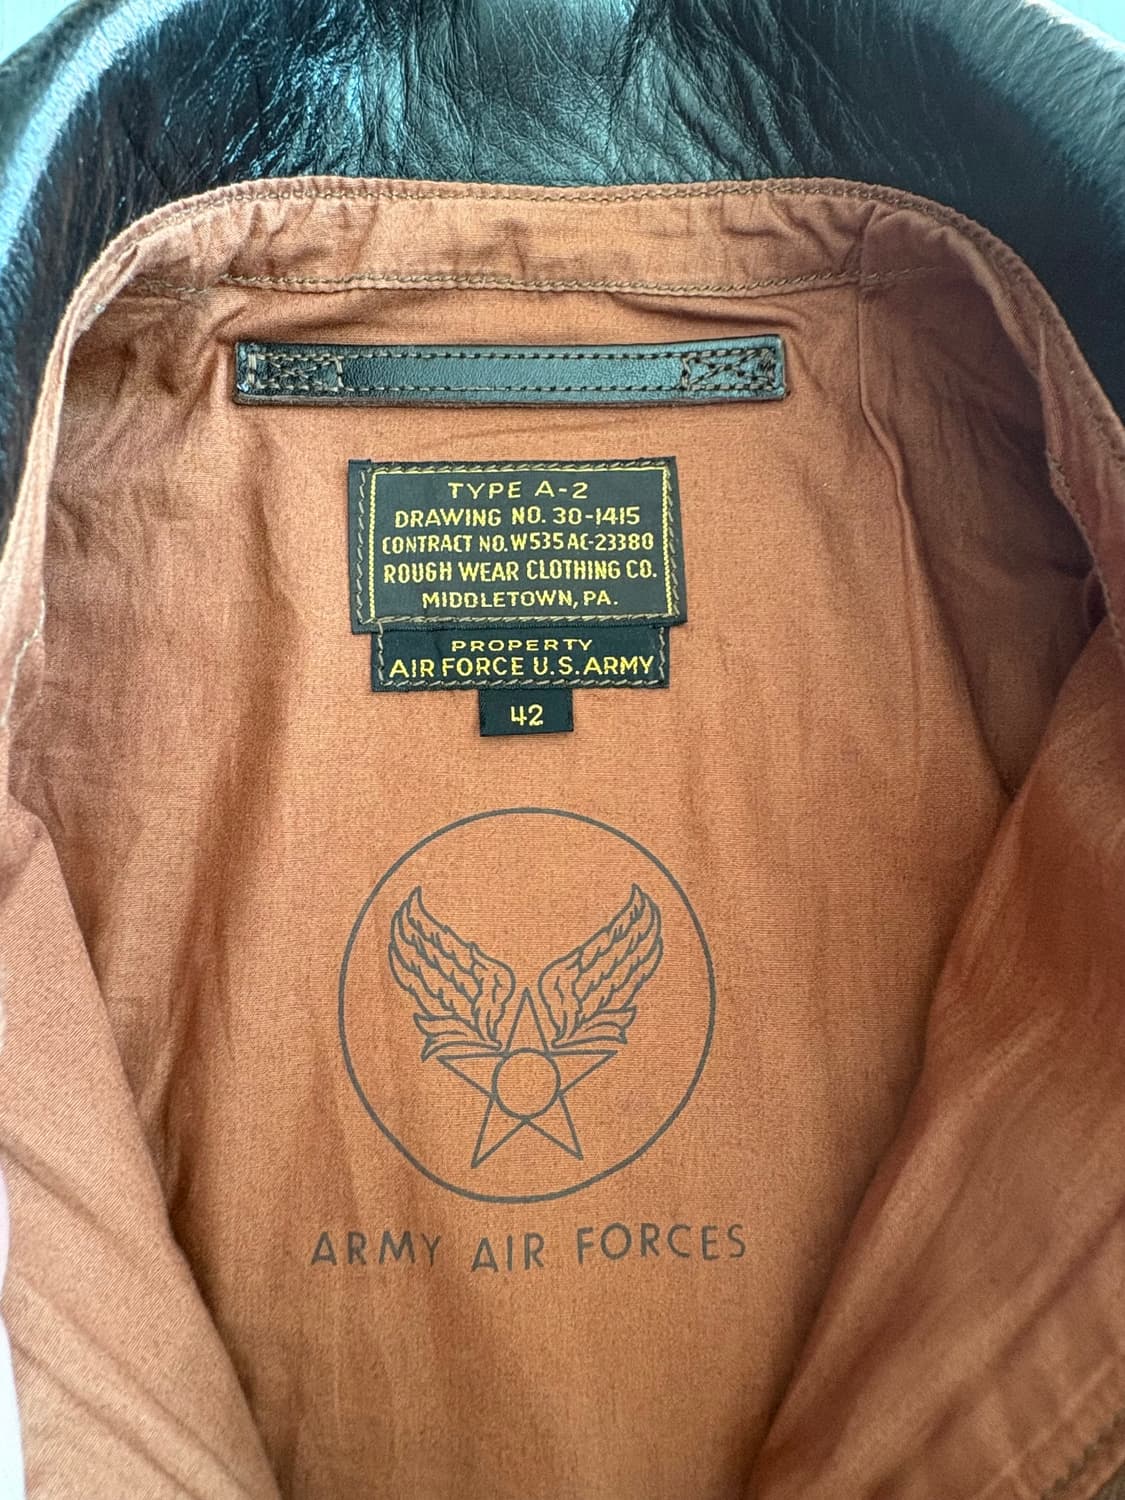 TYPE A-2
DRAWING NO. 30-1415
CONTRACT NO. W535 AC-23380
ROUGH WEAR CLOTHING CO.
MIDDLETOWN, PA.
PROPERTY
AIR FORCE U.S. ARMY
42
ARMY AIR FORCES